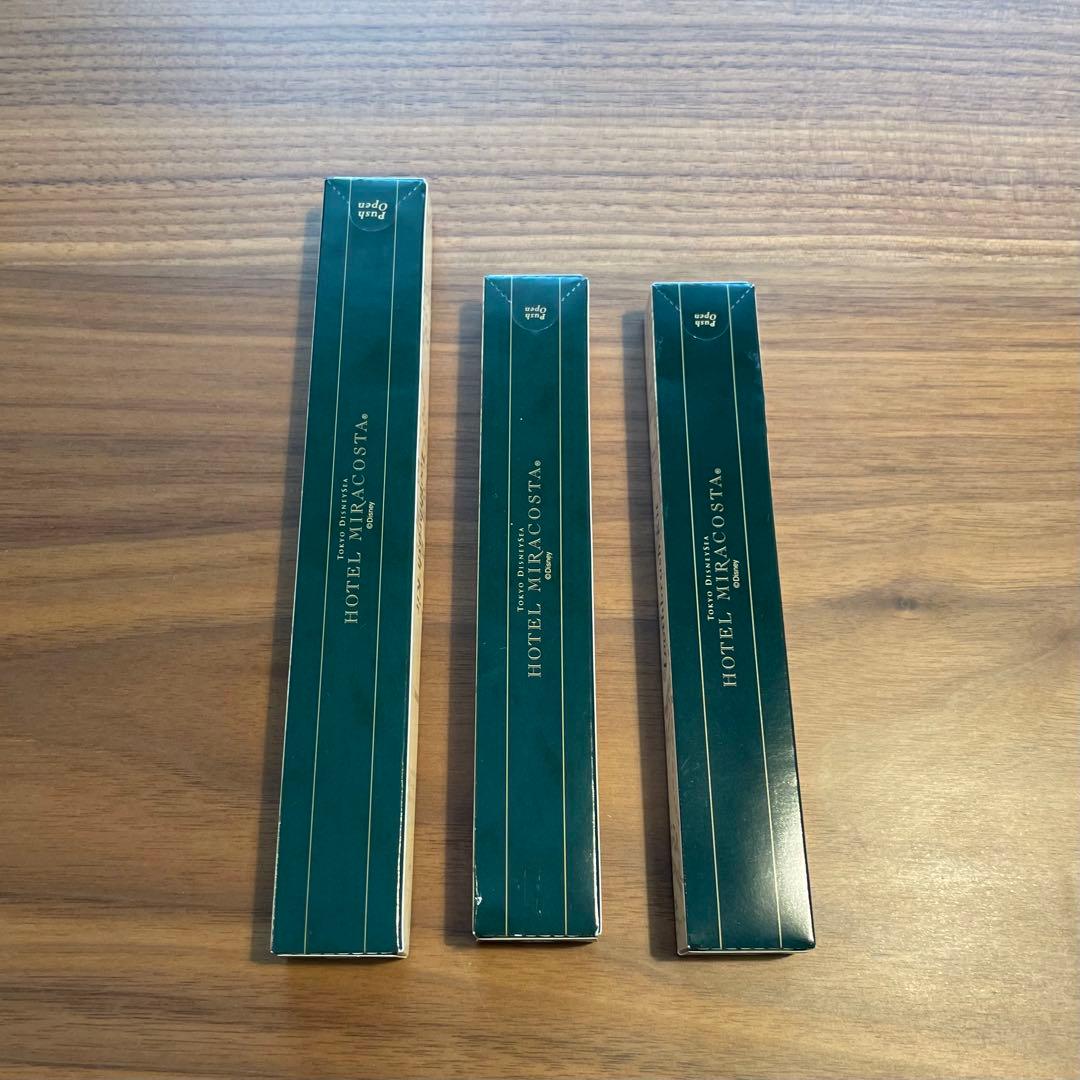 Push
Open
TOKYO DISNEYSEA
HOTEL MIRACOSTA®
©Disney
Push
Open
TOKYO DISNEYSEA
HOTEL MIRACOSTA®
©Disney
Push
Open
TOKYO DISNEYSEA
HOTEL MIRACOSTA®
©Disney